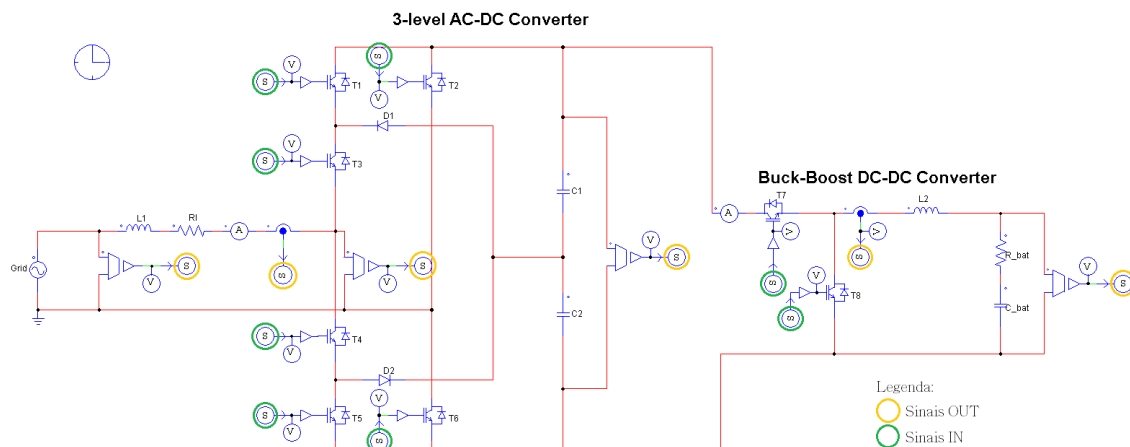 3-level AC-DC Converter
S
V
T1
S
V
T2
D1
S
V
T3
Buck-Boost DC-DC Converter
C1
T7
L1
RI
A
A
L2
Grid
V
S
S
V
S
V
S
V
S
V
S
R_bat
V
S
S
V
T8
S
C_bat
C2
S
V
T4
D2
Legenda:
S
V
T5
V
S
T6
Sinais OUT
Sinais IN